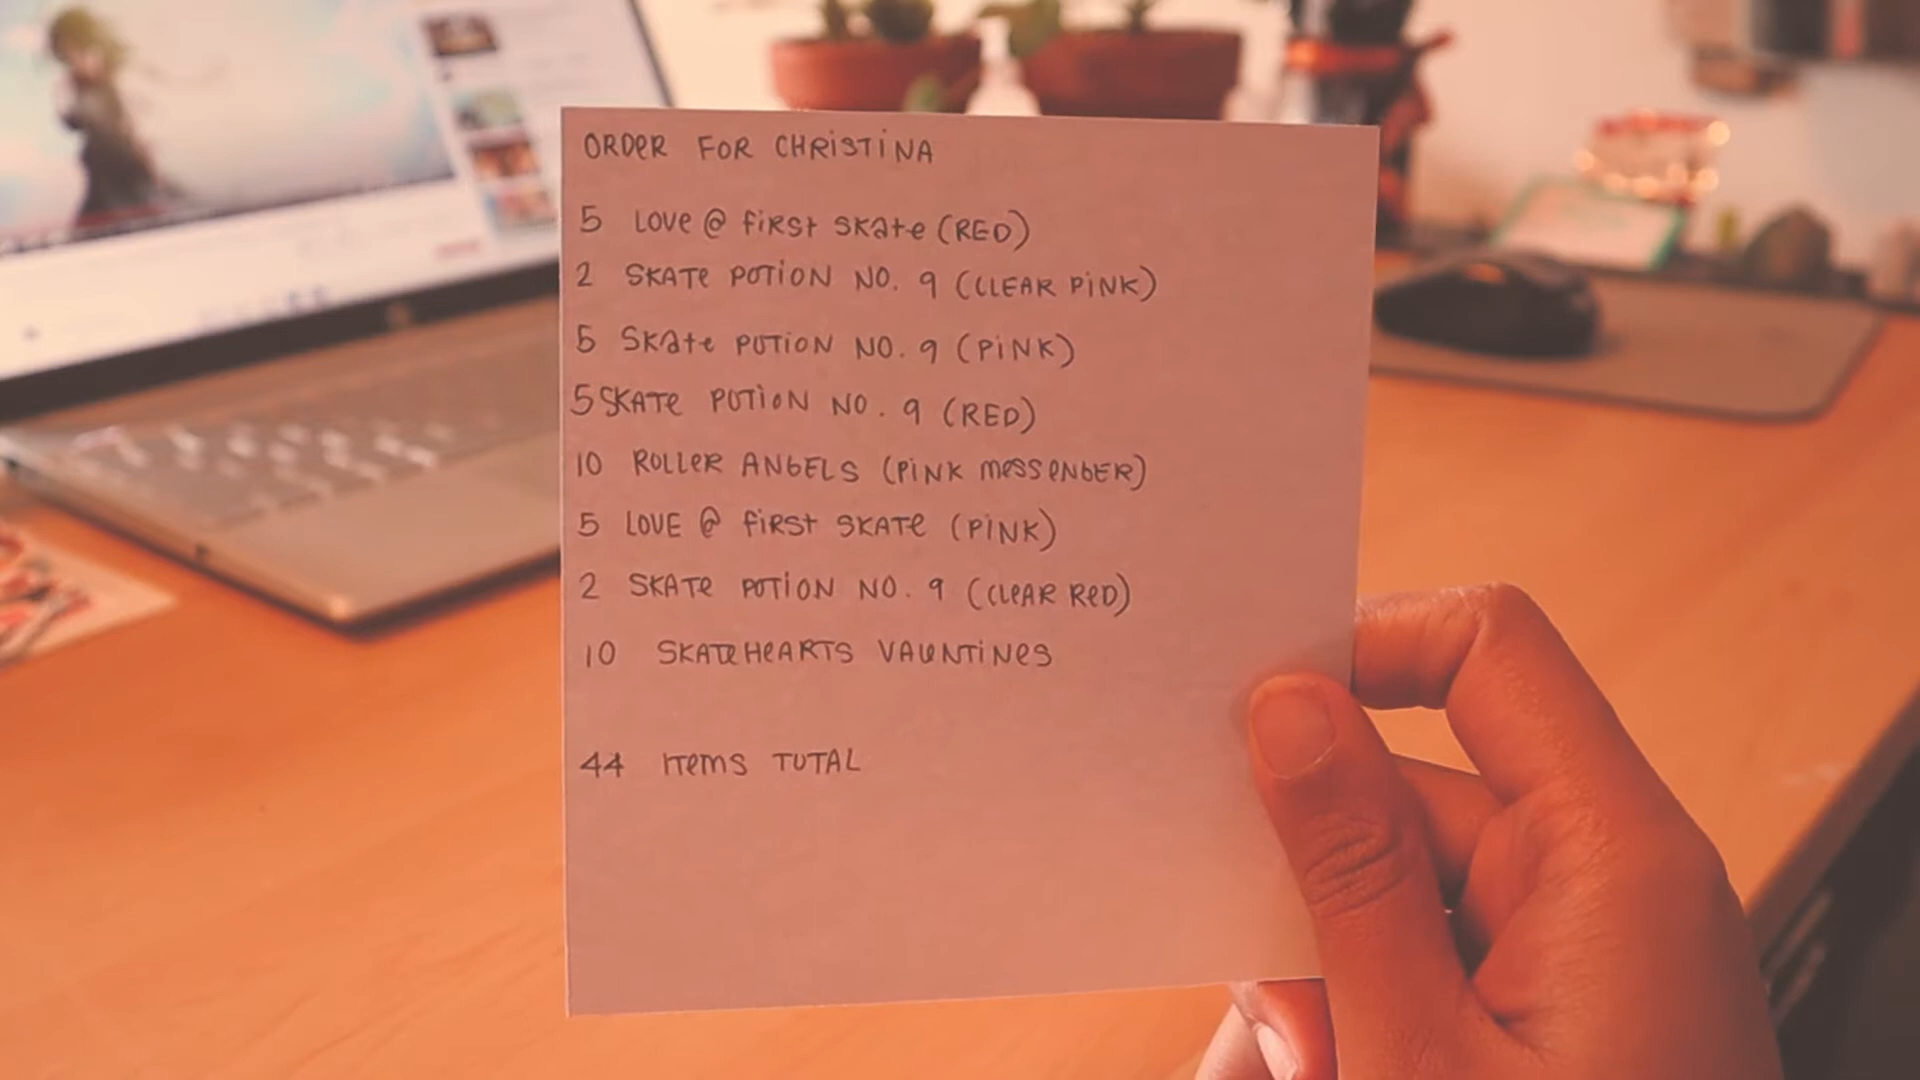 ORDER FOR CHRISTINA
5 LOVE @ FIRST SKATE (RED)
2 SKATE POTION NO. 9 (CLEAR PINK)
5 SKATE POTION NO. 9 (PINK)
5 SKATE POTION NO. 9 (RED)
10 ROLLER ANGELS (PINK MESSENGER)
5 LOVE @ FIRST SKATE (PINK)
2 SKATE POTION NO. 9 (CLEAR RED)
10 SKATEHEARTS VALENTINES
44 ITEMS TOTAL